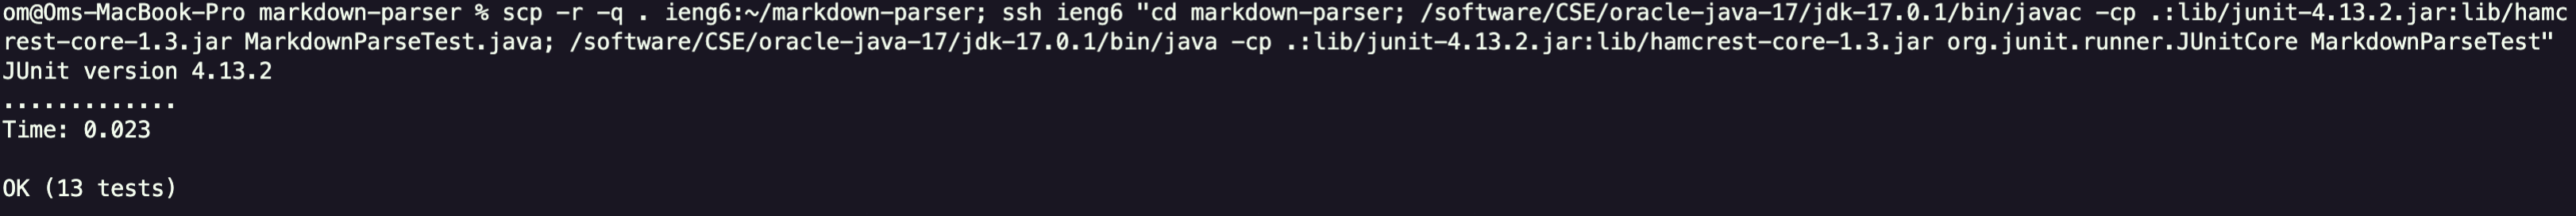 om@Oms-MacBook-Pro markdown-parser % scp -r -q . ieng6:~/markdown-parser; ssh ieng6 "cd markdown-parser; /software/CSE/oracle-java-17/jdk-17.0.1/bin/javac -cp .:lib/junit-4.13.2.jar:lib/hamc
rest-core-1.3.jar MarkdownParseTest.java; /software/CSE/oracle-java-17/jdk-17.0.1/bin/java -cp .:lib/junit-4.13.2.jar:lib/hamcrest-core-1.3.jar org.junit.runner.JUnitCore MarkdownParseTest"
JUnit version 4.13.2
.............
Time: 0.023
OK (13 tests)